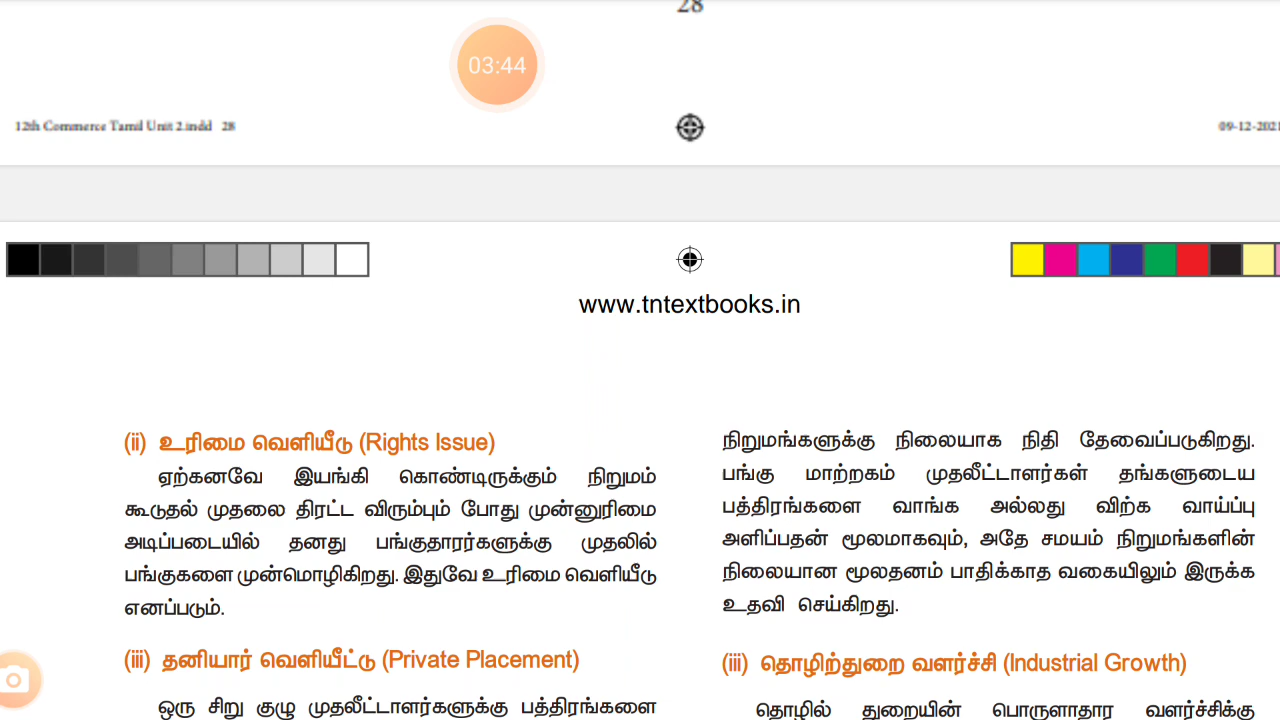 28
03:44
12th Commerce Tamil Unit 2.indd 28
09-12-2021
www.tntextbooks.in
(ii) உரிமை வெளியீடு (Rights Issue)
ஏற்கனவே இயங்கி கொண்டிருக்கும் நிறுமம்
கூடுதல் முதலை திரட்ட விரும்பும் போது முன்னுரிமை
அடிப்படையில் தனது பங்குதாரர்களுக்கு முதலில்
பங்குகளை முன்மொழிகிறது. இதுவே உரிமை வெளியீடு
எனப்படும்.
(iii) தனியார் வெளியீட்டு (Private Placement)
ஒரு சிறு குழு முதலீட்டாளர்களுக்கு பத்திரங்களை
நிறுமங்களுக்கு நிலையாக நிதி தேவைப்படுகிறது.
பங்கு மாற்றகம் முதலீட்டாளர்கள் தங்களுடைய
பத்திரங்களை வாங்க அல்லது விற்க வாய்ப்பு
அளிப்பதன் மூலமாகவும், அதே சமயம் நிறுமங்களின்
நிலையான மூலதனம் பாதிக்காத வகையிலும் இருக்க
உதவி செய்கிறது.
(iii) தொழிற்துறை வளர்ச்சி (Industrial Growth)
தொழில் துறையின் பொருளாதார வளர்ச்சிக்கு